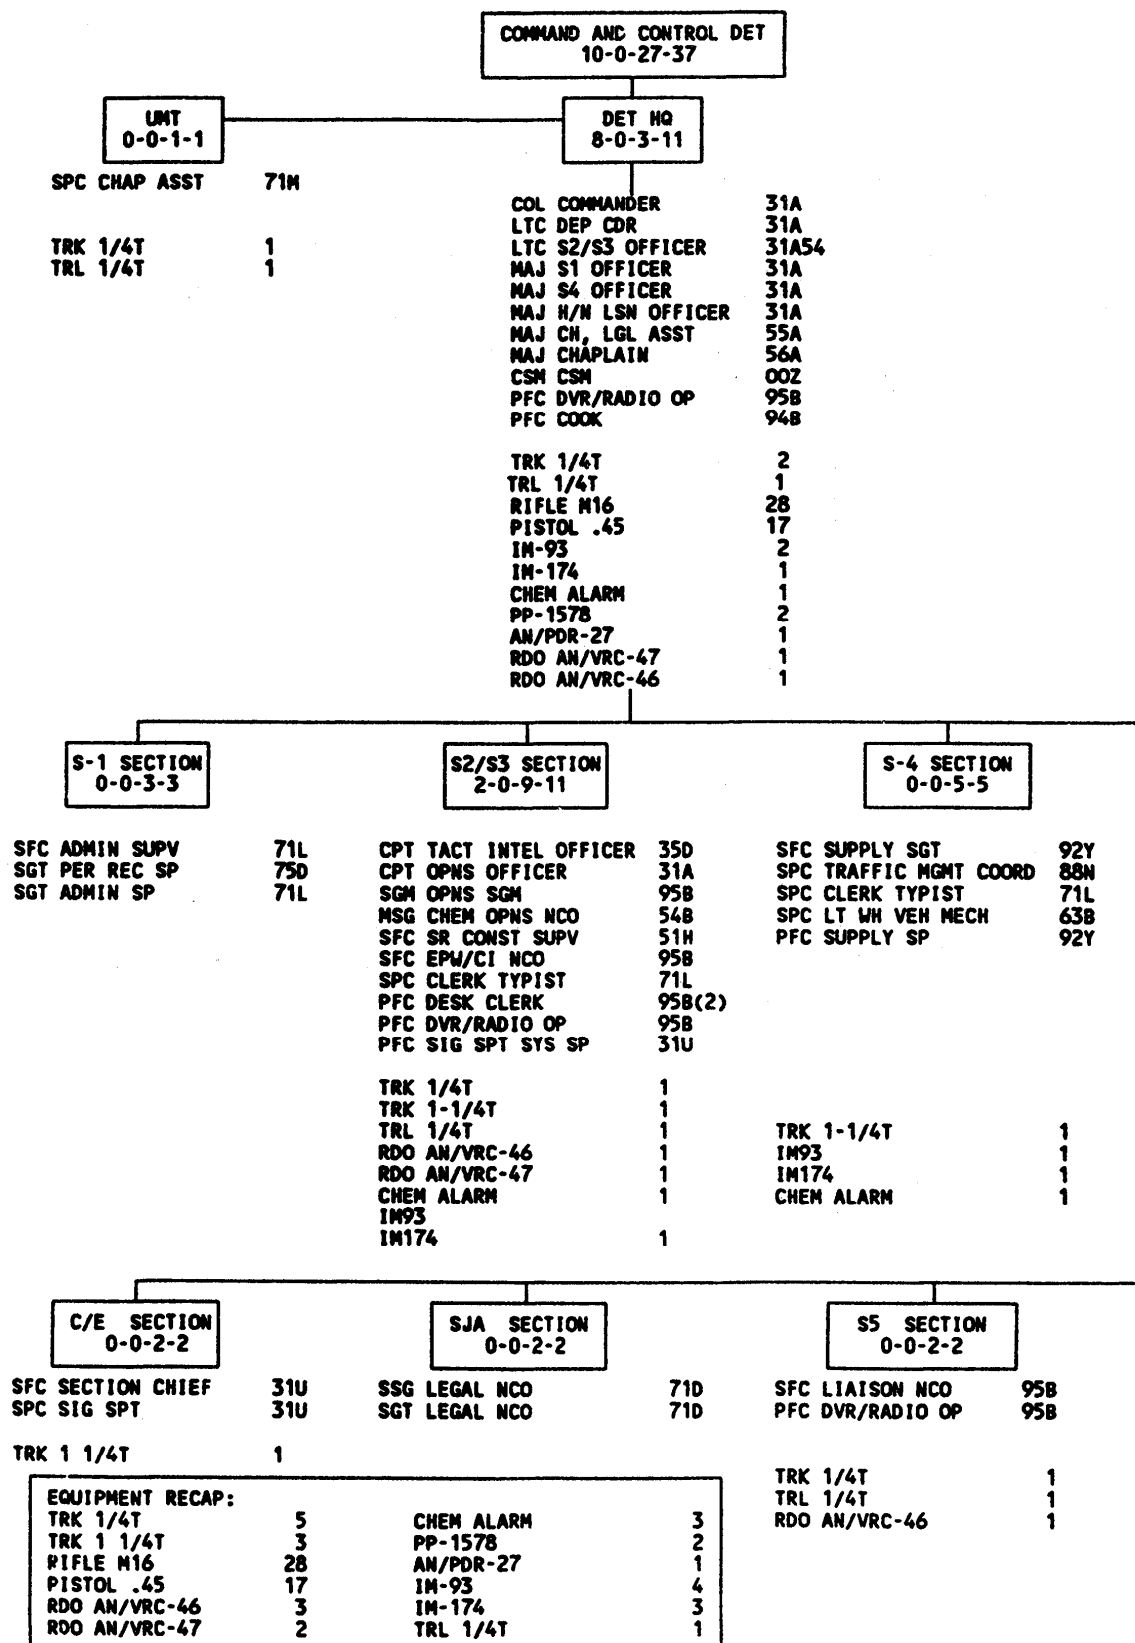 COMMAND AND CONTROL DET
10-0-27-37
UMT
0-0-1-1
DET HQ
8-0-3-11
SPC CHAP ASST 71M
TRK 1/4T 1
TRL 1/4T 1
COL COMMANDER 31A
LTC DEP CDR 31A
LTC S2/S3 OFFICER 31A54
MAJ S1 OFFICER 31A
MAJ S4 OFFICER 31A
MAJ H/N LSN OFFICER 31A
MAJ CH, LGL ASST 55A
MAJ CHAPLAIN 56A
CSM CSM 00Z
PFC DVR/RADIO OP 95B
PFC COOK 94B
TRK 1/4T 2
TRL 1/4T 1
RIFLE M16 28
PISTOL .45 17
IM-93 2
IM-174 1
CHEM ALARM 1
PP-1578 2
AN/PDR-27 1
RDO AN/VRC-47 1
RDO AN/VRC-46 1
S-1 SECTION
0-0-3-3
SFC ADMIN SUPV 71L
SGT PER REC SP 75D
SGT ADMIN SP 71L
S2/S3 SECTION
2-0-9-11
CPT TACT INTEL OFFICER 35D
CPT OPNS OFFICER 31A
SGM OPNS SGM 95B
MSG CHEM OPNS NCO 54B
SFC SR CONST SUPV 51H
SFC EPW/CI NCO 95B
SPC CLERK TYPIST 71L
PFC DESK CLERK 95B(2)
PFC DVR/RADIO OP 95B
PFC SIG SPT SYS SP 31U
TRK 1/4T 1
TRK 1-1/4T 1
TRL 1/4T 1
RDO AN/VRC-46 1
RDO AN/VRC-47 1
CHEM ALARM 1
IM93
IM174 1
S-4 SECTION
0-0-5-5
SFC SUPPLY SGT 92Y
SPC TRAFFIC MGMT COORD 88N
SPC CLERK TYPIST 71L
SPC LT WH VEH MECH 63B
PFC SUPPLY SP 92Y
TRK 1-1/4T 1
IM93 1
IM174 1
CHEM ALARM 1
C/E SECTION
0-0-2-2
SFC SECTION CHIEF 31U
SPC SIG SPT 31U
TRK 1 1/4T 1
SJA SECTION
0-0-2-2
SSG LEGAL NCO 71D
SGT LEGAL NCO 71D
S5 SECTION
0-0-2-2
SFC LIAISON NCO 95B
PFC DVR/RADIO OP 95B
TRK 1/4T 1
TRL 1/4T 1
RDO AN/VRC-46 1
EQUIPMENT RECAP:
TRK 1/4T 5
TRK 1 1/4T 3
RIFLE M16 28
PISTOL .45 17
RDO AN/VRC-46 3
RDO AN/VRC-47 2
CHEM ALARM 3
PP-1578 2
AN/PDR-27 1
IM-93 4
IM-174 3
TRL 1/4T 1